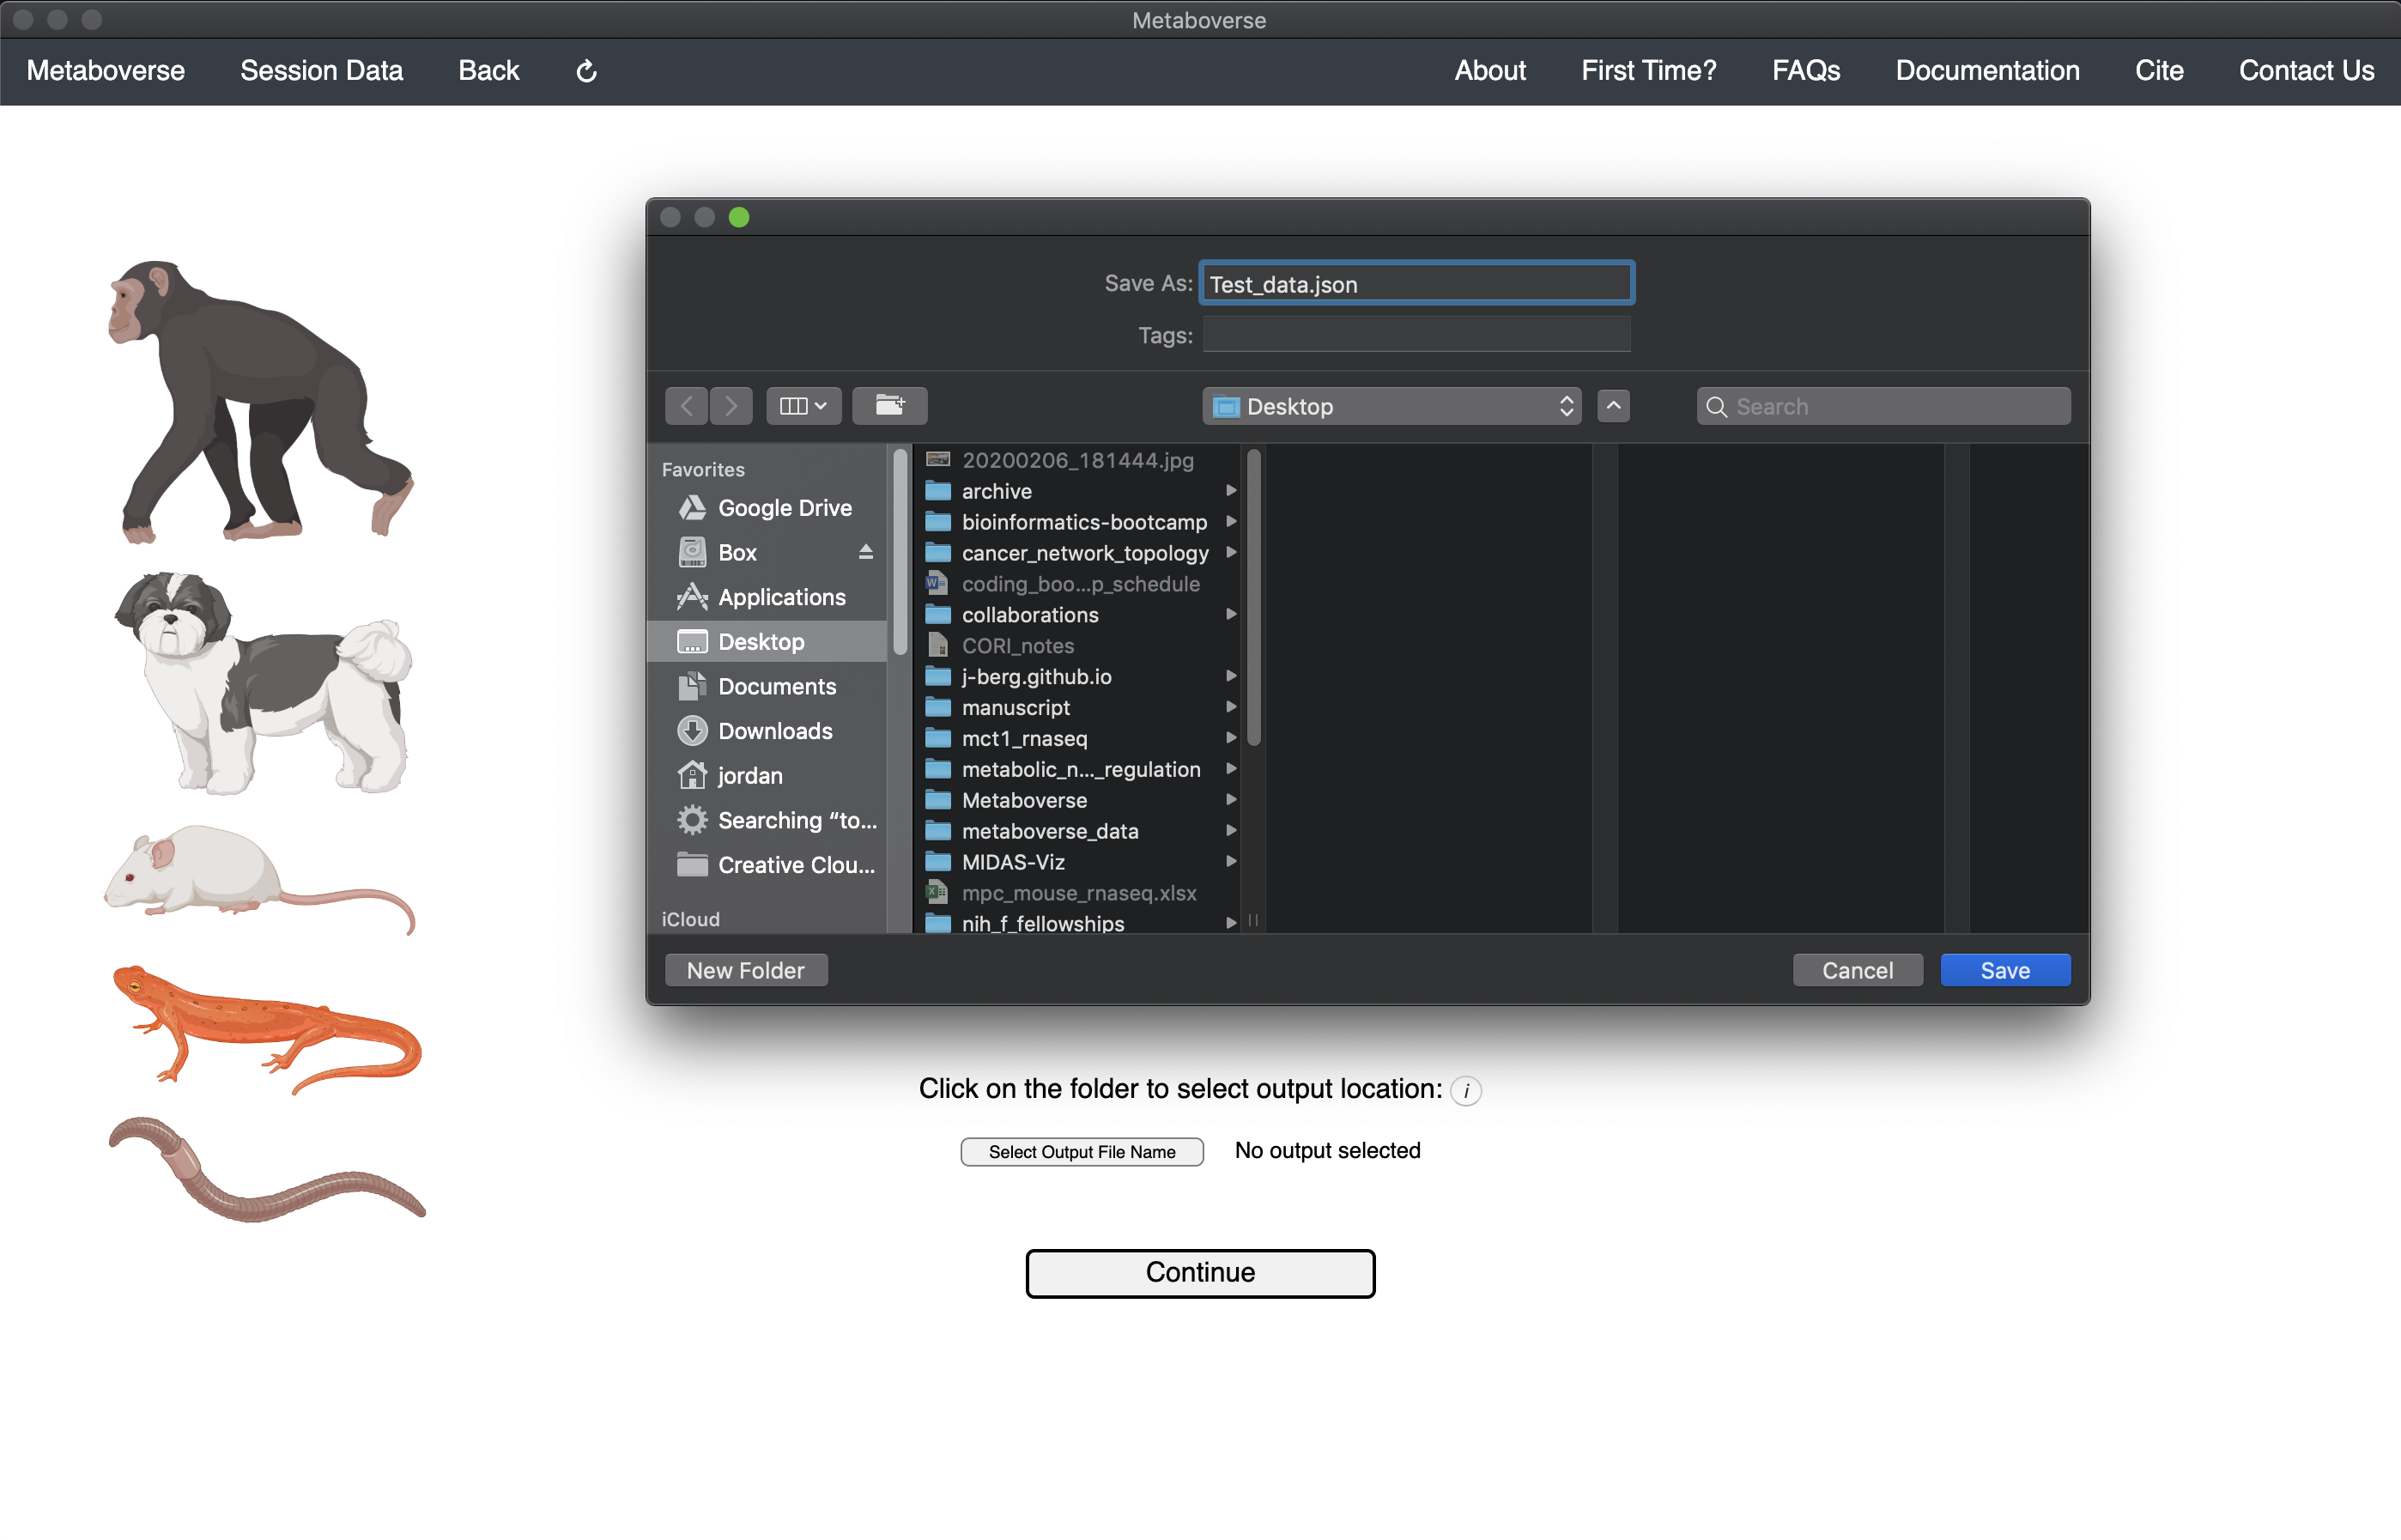 Metaboverse
Metaboverse Session Data Back About First Time? FAQs Documentation Cite Contact Us
Save As: Test_data.json
Tags:
Desktop Search
Favorites
Google Drive
Box
Applications
Desktop
Documents
Downloads
jordan
Searching “to...
Creative Clou...
iCloud
20200206_181444.jpg
archive
bioinformatics-bootcamp
cancer_network_topology
coding_boo...p_schedule
collaborations
CORI_notes
j-berg.github.io
manuscript
mct1_rnaseq
metabolic_n..._regulation
Metaboverse
metaboverse_data
MIDAS-Viz
mpc_mouse_rnaseq.xlsx
nih_f_fellowships
New Folder Cancel Save
Click on the folder to select output location: i
Select Output File Name No output selected
Continue